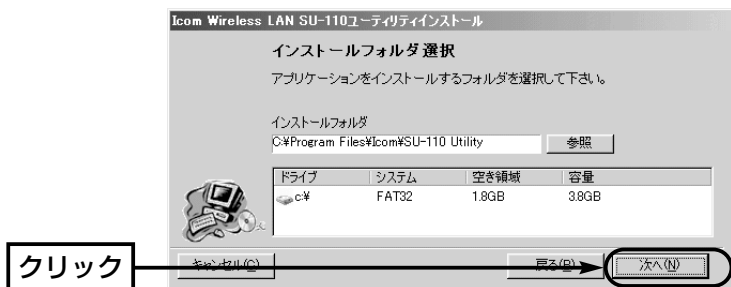 Icom Wireless LAN SU-110ユーティリティインストール
インストールフォルダ選択
アプリケーションをインストールするフォルダを選択して下さい。
インストールフォルダ
C:¥Program Files¥Icom¥SU-110 Utility
参照
ドライブ システム 空き領域 容量
c:¥ FAT32 1.8GB 3.8GB
クリック
キャンセル(C) 戻る(B) 次へ(N)